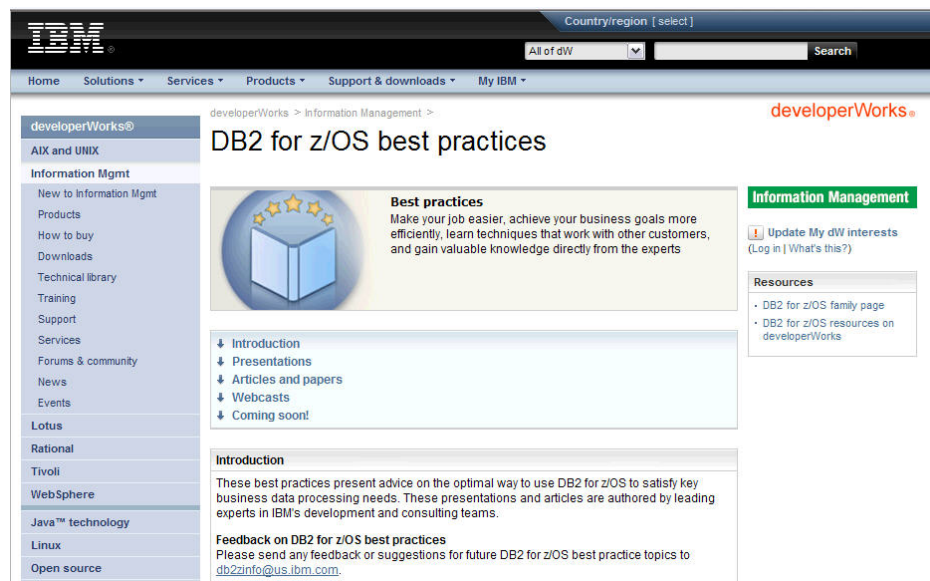 Country/region [ select ]
IBM®
All of dW
Search
Home Solutions Services Products Support & downloads My IBM
developerWorks > Information Management >
developerWorks®
DB2 for z/OS best practices
developerWorks®
AIX and UNIX
Information Mgmt
New to Information Mgmt
Products
How to buy
Downloads
Technical library
Training
Support
Services
Forums & community
News
Events
Lotus
Rational
Tivoli
WebSphere
Java™ technology
Linux
Open source
Best practices
Make your job easier, achieve your business goals more
efficiently, learn techniques that work with other customers,
and gain valuable knowledge directly from the experts
Introduction
Presentations
Articles and papers
Webcasts
Coming soon!
Introduction
These best practices present advice on the optimal way to use DB2 for z/OS to satisfy key
business data processing needs. These presentations and articles are authored by leading
experts in IBM's development and consulting teams.
Feedback on DB2 for z/OS best practices
Please send any feedback or suggestions for future DB2 for z/OS best practice topics to
db2zinfo@us.ibm.com.
Information Management
Update My dW interests
(Log in | What's this?)
Resources
DB2 for z/OS family page
DB2 for z/OS resources on
developerWorks